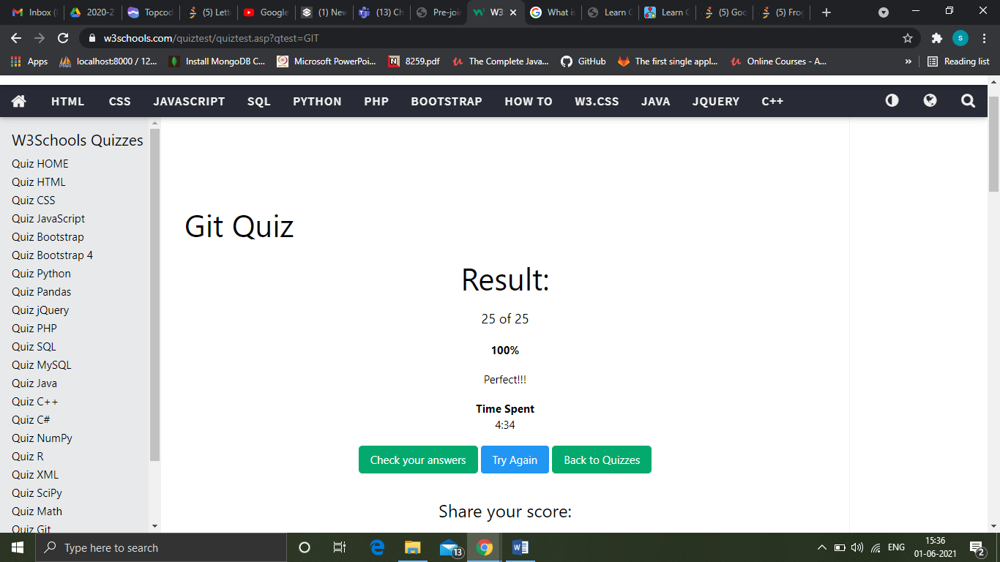 Inbox (
2020-2
Topcod
(5) Lett
Google
(1) New
(13) Ch
Pre-joi
W3
What is
Learn G
Learn G
(5) Goo
(5) Frog
w3schools.com/quiztest/quiztest.asp?qtest=GIT
S
Apps
localhost:8000 / 12...
Install MongoDB C...
Microsoft PowerPoi...
8259.pdf
The Complete Java...
GitHub
The first single appl...
Online Courses - A...
»
Reading list
HTML
CSS
JAVASCRIPT
SQL
PYTHON
PHP
BOOTSTRAP
HOW TO
W3.CSS
JAVA
JQUERY
C++
W3Schools Quizzes
Quiz HOME
Quiz HTML
Quiz CSS
Quiz JavaScript
Quiz Bootstrap
Quiz Bootstrap 4
Quiz Python
Quiz Pandas
Quiz jQuery
Quiz PHP
Quiz SQL
Quiz MySQL
Quiz Java
Quiz C++
Quiz C#
Quiz NumPy
Quiz R
Quiz XML
Quiz SciPy
Quiz Math
Quiz Git
Git Quiz
Result:
25 of 25
100%
Perfect!!!
Time Spent
4:34
Check your answers
Try Again
Back to Quizzes
Share your score:
Type here to search
13
ENG
15:36
01-06-2021
2